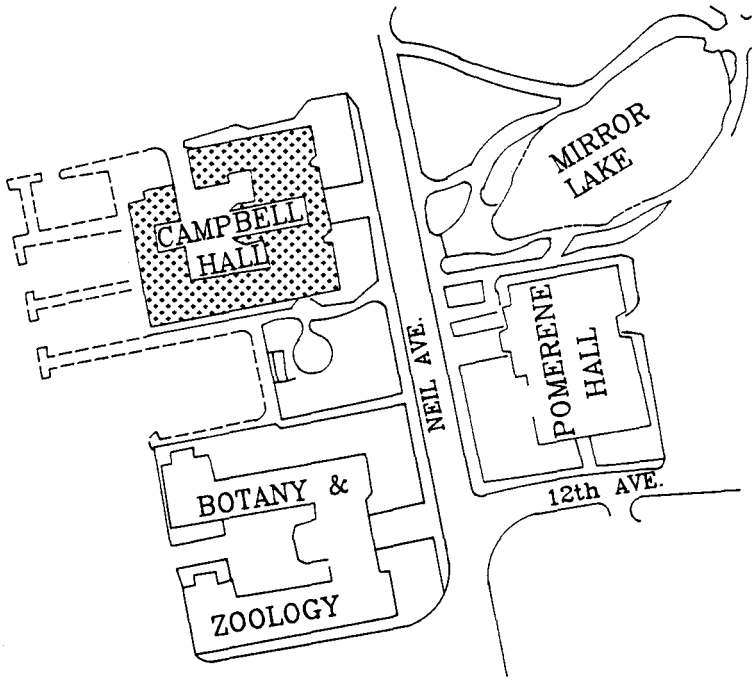 MIRROR
LAKE
CAMPBELL
HALL
NEIL AVE.
POMERENE
HALL
12th AVE.
BOTANY &
ZOOLOGY